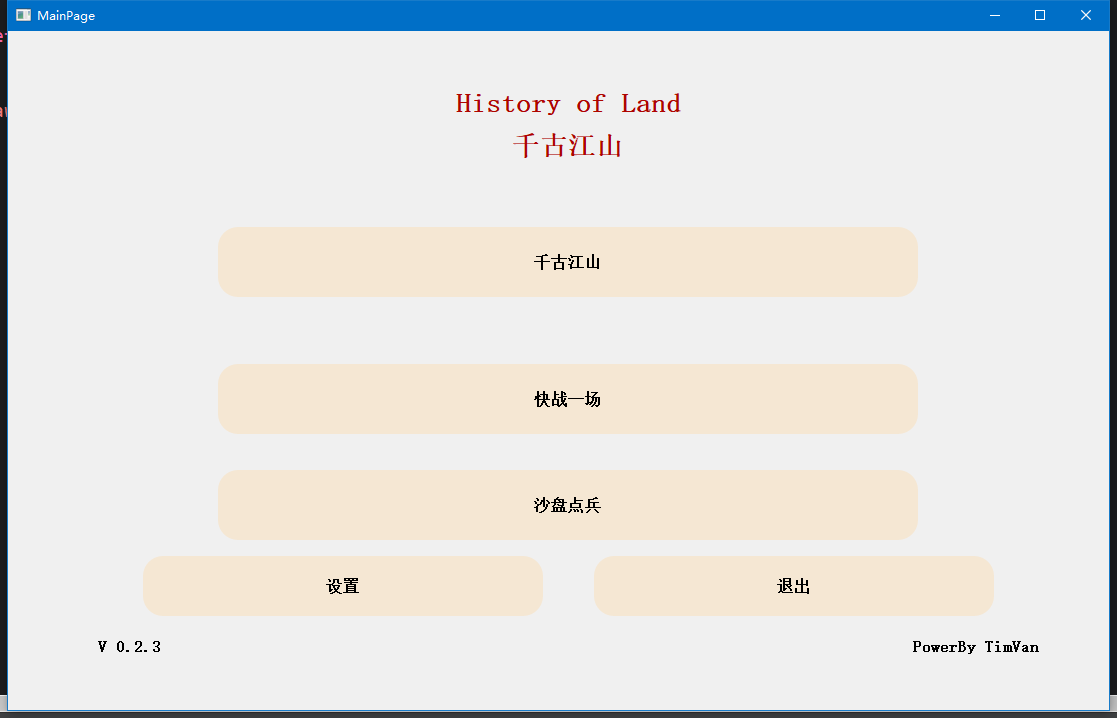 MainPage
History of Land
千古江山
千古江山
快战一场
沙盘点兵
设置
退出
V 0.2.3
PowerBy TimVan